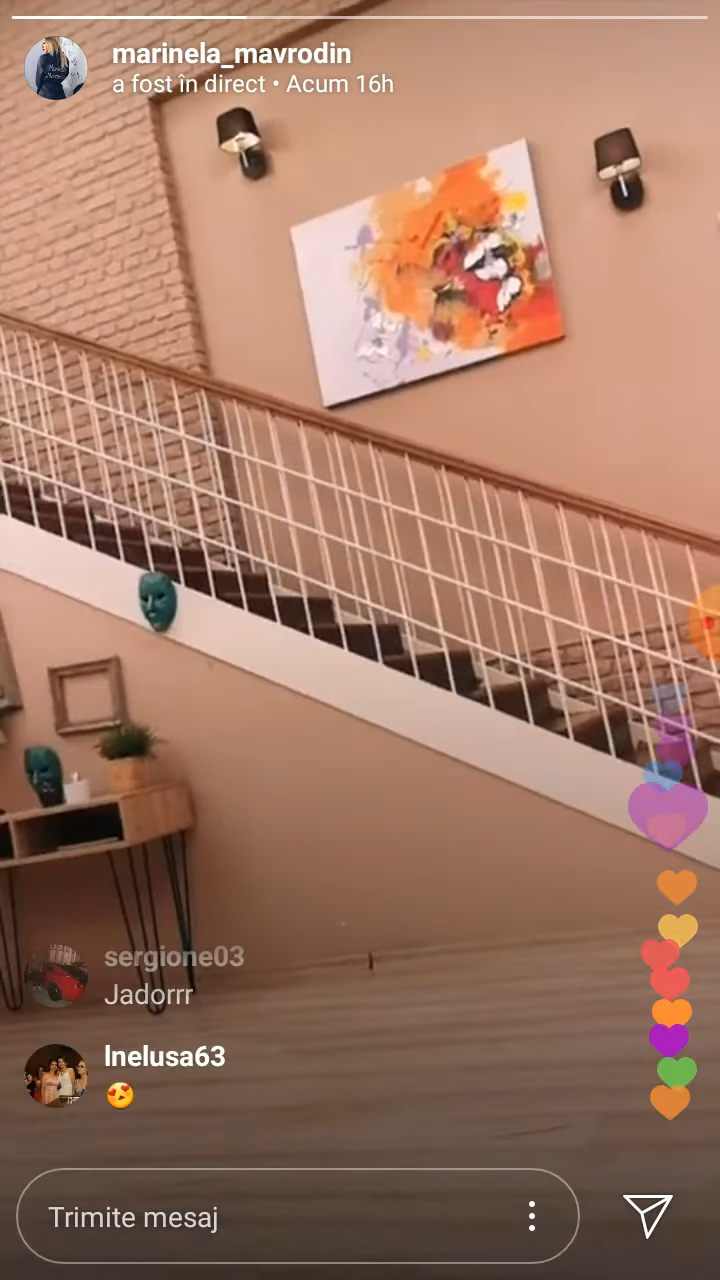 marinela_mavrodin
a fost în direct • Acum 16h
sergione03
Jadorrr
lnelusa63
😍
Trimite mesaj